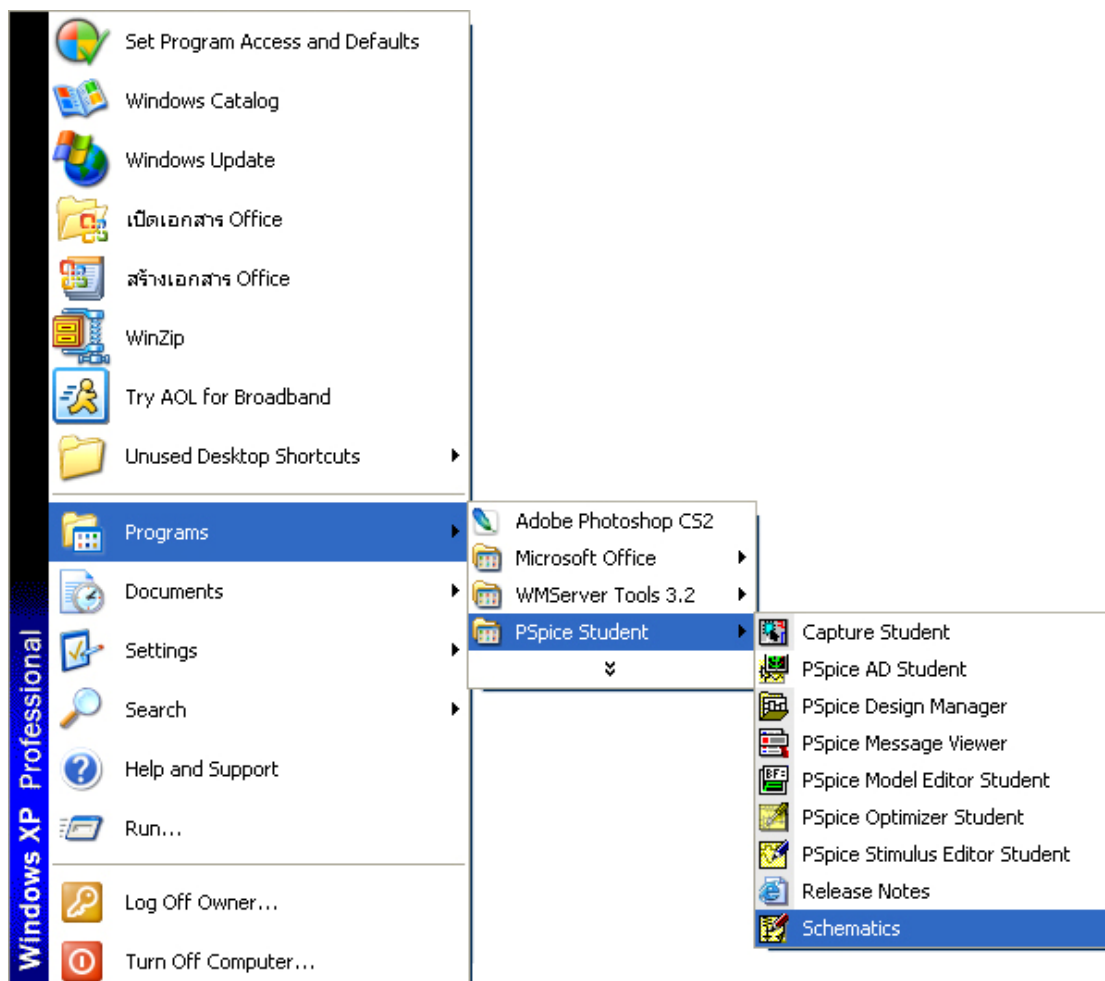 Set Program Access and Defaults
Windows Catalog
Windows Update
เปิดเอกสาร Office
สร้างเอกสาร Office
WinZip
Try AOL for Broadband
Unused Desktop Shortcuts
Programs
Documents
Settings
Search
Help and Support
Run...
Log Off Owner...
Turn Off Computer...
Windows XP Professional
Adobe Photoshop CS2
Microsoft Office
WMServer Tools 3.2
PSpice Student
Capture Student
PSpice AD Student
PSpice Design Manager
PSpice Message Viewer
PSpice Model Editor Student
PSpice Optimizer Student
PSpice Stimulus Editor Student
Release Notes
Schematics